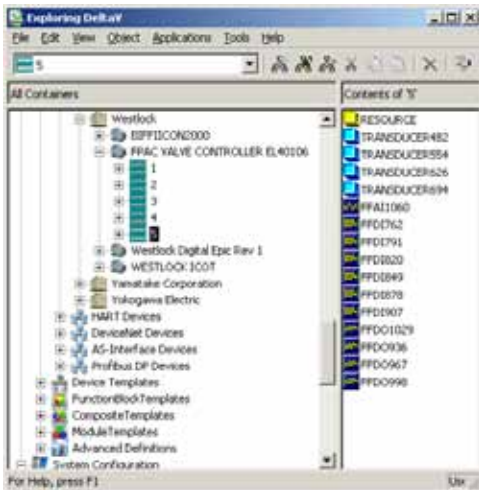 Exploring DeltaV
File Edit View Object Applications Tools Help
5
All Containers
Contents of '5'
Westlock
BIFFIICON2000
FPAC VALVE CONTROLLER EL40106
1
2
3
4
5
Westlock Digital Epic Rev 1
WESTLOCK ICOT
Yamatake Corporation
Yokogawa Electric
HART Devices
DeviceNet Devices
AS-Interface Devices
Profibus DP Devices
Device Templates
FunctionBlockTemplates
CompositeTemplates
ModuleTemplates
Advanced Definitions
System Configuration
RESOURCE
TRANSDUCER482
TRANSDUCER554
TRANSDUCER626
TRANSDUCER694
FFAI1060
FFDI762
FFDI791
FFDI820
FFDI849
FFDI878
FFDI907
FFDO1029
FFDO936
FFDO967
FFDO998
For Help, press F1